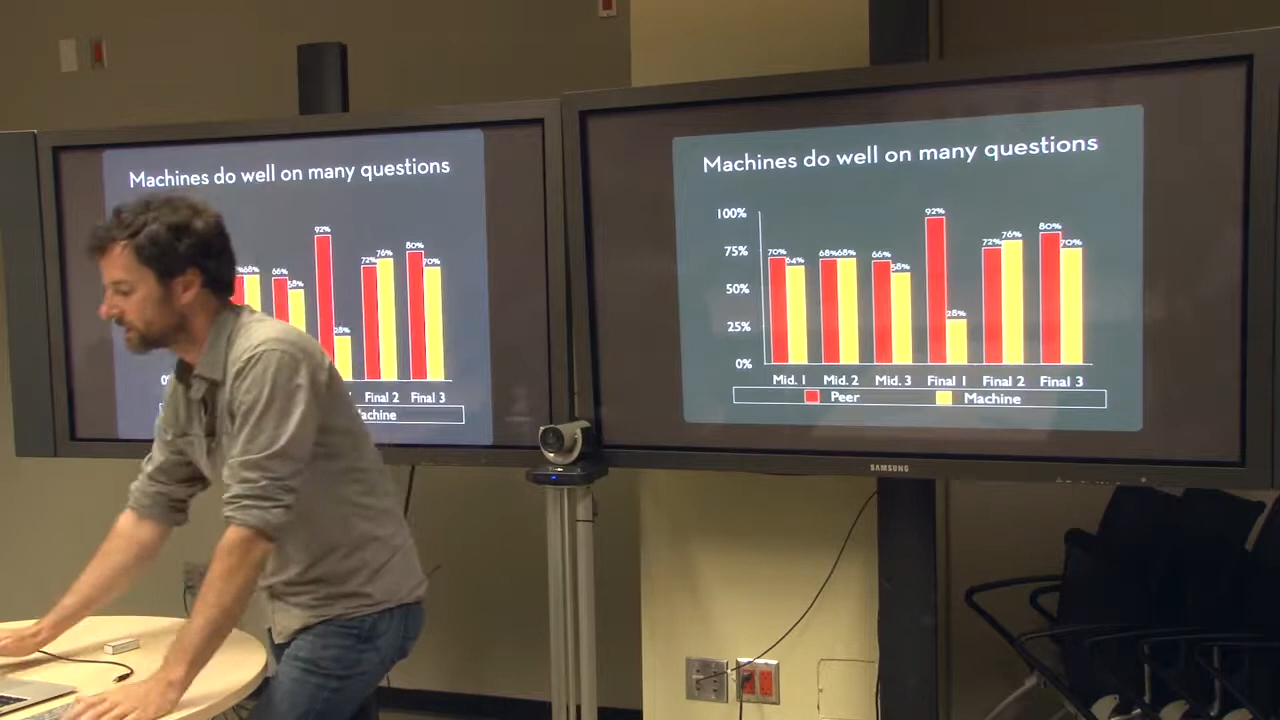 Machines do well on many questions
92%
68%
66%
58%
28%
72%
76%
80%
70%
Final 2 Final 3
Machine
Machines do well on many questions
100%
75%
50%
25%
0%
70% 64% 68% 68% 66% 58% 92% 28% 72% 76% 80% 70%
Mid. 1 Mid. 2 Mid. 3 Final 1 Final 2 Final 3
Peer Machine
SAMSUNG